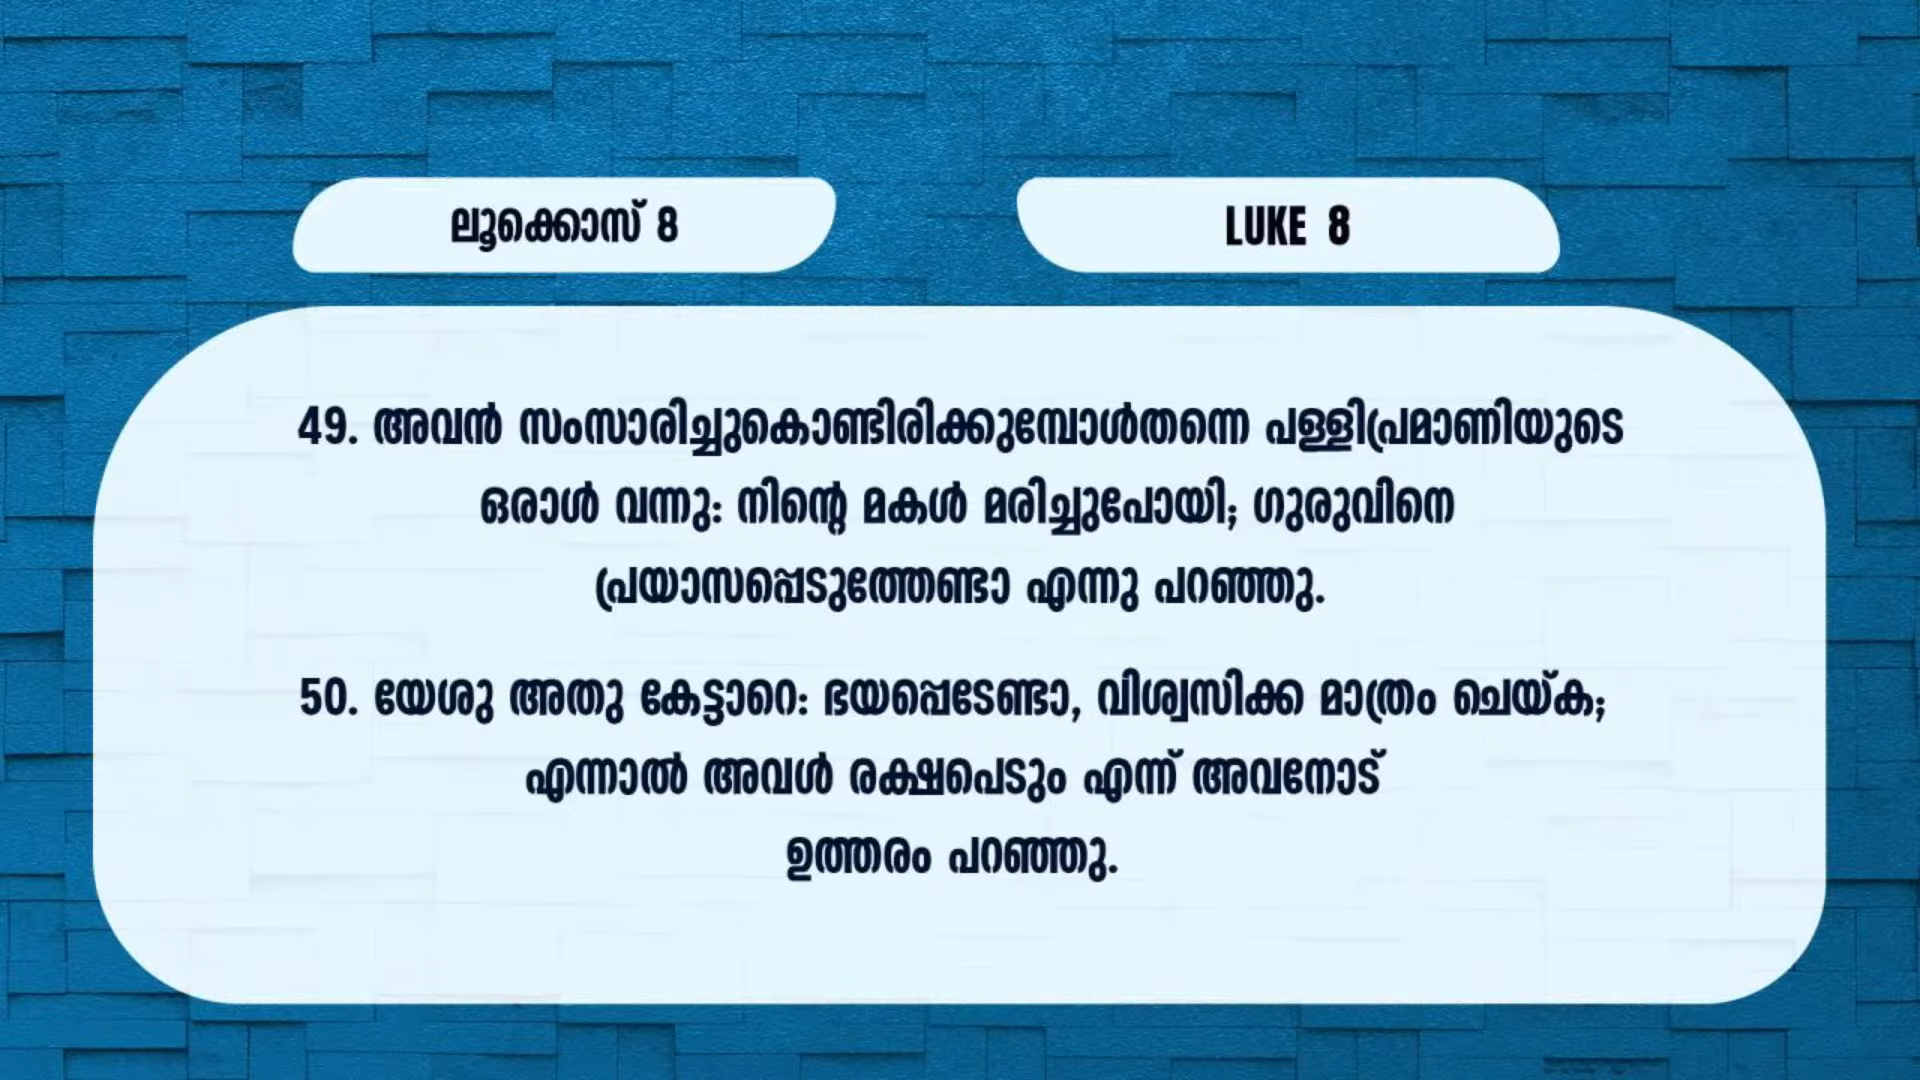 ലൂക്കൊസ് 8
LUKE 8
49. അവൻ സംസാരിച്ചുകൊണ്ടിരിക്കുമ്പോൾതന്നെ പള്ളിപ്രമാണിയുടെ
ഒരാൾ വന്നു: നിന്റെ മകൾ മരിച്ചുപോയി; ഗുരുവിനെ
പ്രയാസപ്പെടുത്തേണ്ടാ എന്നു പറഞ്ഞു.
50. യേശു അതു കേട്ടാറെ: ഭയപ്പെടേണ്ടാ, വിശ്വസിക്ക മാത്രം ചെയ്ക;
എന്നാൽ അവൾ രക്ഷപെടും എന്ന് അവനോട്
ഉത്തരം പറഞ്ഞു.